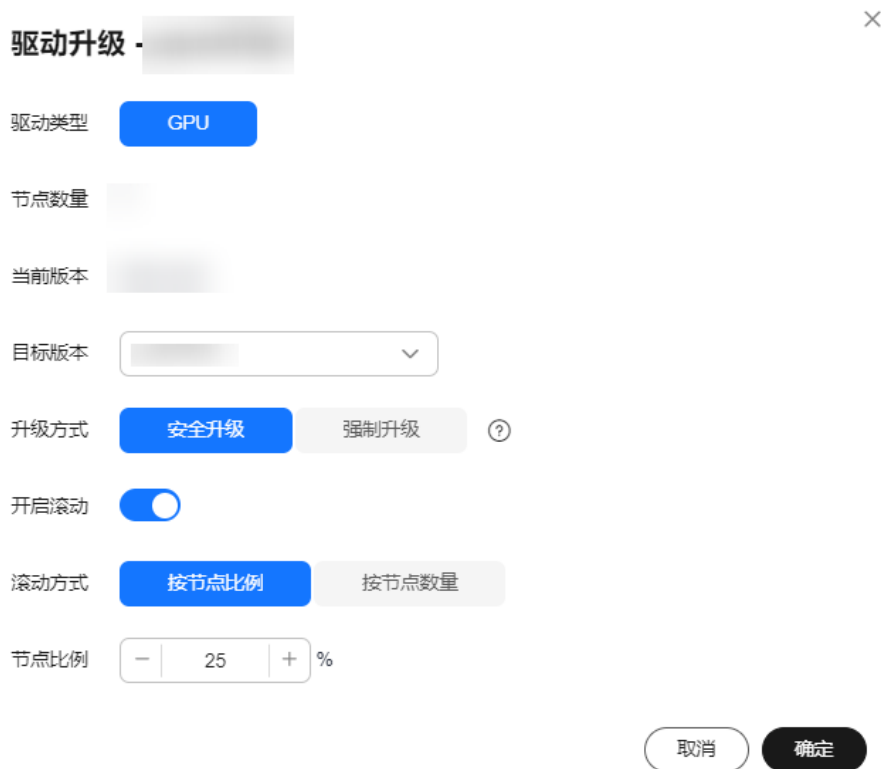 驱动升级 -
驱动类型 GPU
节点数量
当前版本
目标版本
升级方式 安全升级 强制升级 ?
开启滚动
滚动方式 按节点比例 按节点数量
节点比例 − 25 + %
取消 确定